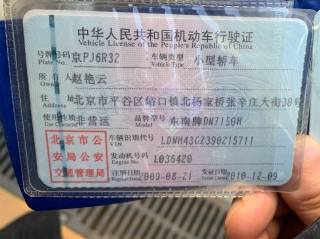 中华人民共和国机动车行驶证
Vehicle License of the People's Republic of China
号牌号码 京PJ6R32 车辆类型 小型轿车
Plate No. Vehicle Type
所有人 赵艳云
Owner
住址 北京市平谷区峪口镇北杨家桥张辛庄大街38号
Address
使用性质 非营运 品牌型号 东南牌DN7150H
Use Character Model
北京市公安局公安交通管理局
车辆识别代号 LDNH43GZ390215711
VIN
发动机号码 L0364Z0
Engine No.
注册日期 2009-08-21 发证日期 2010-12-09
Register Date Issue Date